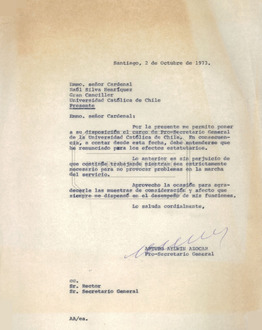 Santiago, 2 de Octubre de 1973.
Emmo. señor Cardenal
Raúl Silva Henríquez
Gran Canciller
Universidad Católica de Chile
Presente
Emmo. señor Cardenal:
Por la presente me permito poner
a su disposición el cargo de Pro-Secretario General
de la Universidad Católica de Chile. En consecuen-
cia, a contar desde esta fecha, debe entenderse que
he renunciado para los efectos estatutarios.
Lo anterior es sin perjuicio de
que continúe trabajando mientras sea estrictamente
necesario para no provocar problemas en la marcha
del servicio.
Aprovecho la ocasión para agra-
decerle las muestras de consideración y afecto que
siempre me dispensó en el desempeño de mis funciones.
Lo saluda cordialmente,
ARTURO AYLWIN AZOCAR
Pro-Secretario General
cc.
Sr. Rector
Sr. Secretario General
AA/es.